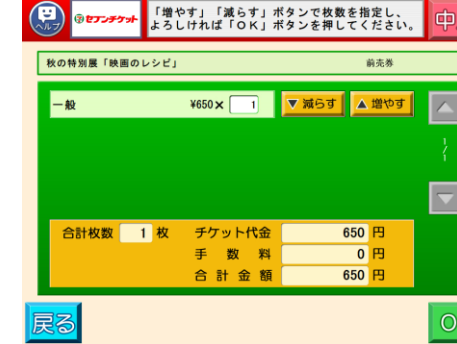 ヘルプ
セブンチケット
「増やす」「減らす」ボタンで枚数を指定し、
よろしければ「OK」ボタンを押してください。
中
秋の特別展「映画のレシピ」 前売券
一般 ¥650× 1 ▼減らす ▲増やす
1/1
合計枚数 1 枚 チケット代金 650 円
手数料 0 円
合計金額 650 円
戻る
O